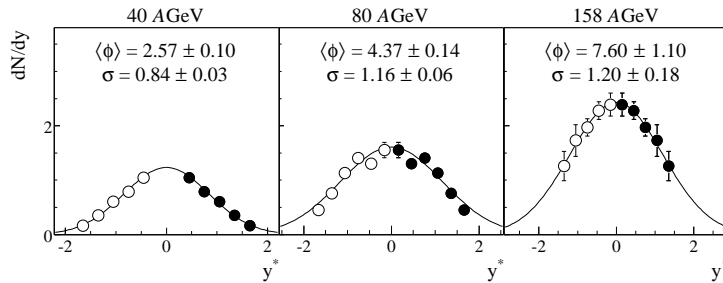 40 AGeV
80 AGeV
158 AGeV
dN/dy
⟨ϕ⟩ = 2.57 ± 0.10
σ = 0.84 ± 0.03
⟨ϕ⟩ = 4.37 ± 0.14
σ = 1.16 ± 0.06
⟨ϕ⟩ = 7.60 ± 1.10
σ = 1.20 ± 0.18
2
0
-2 0 2
-2 0 2
-2 0 2
y* y* y*